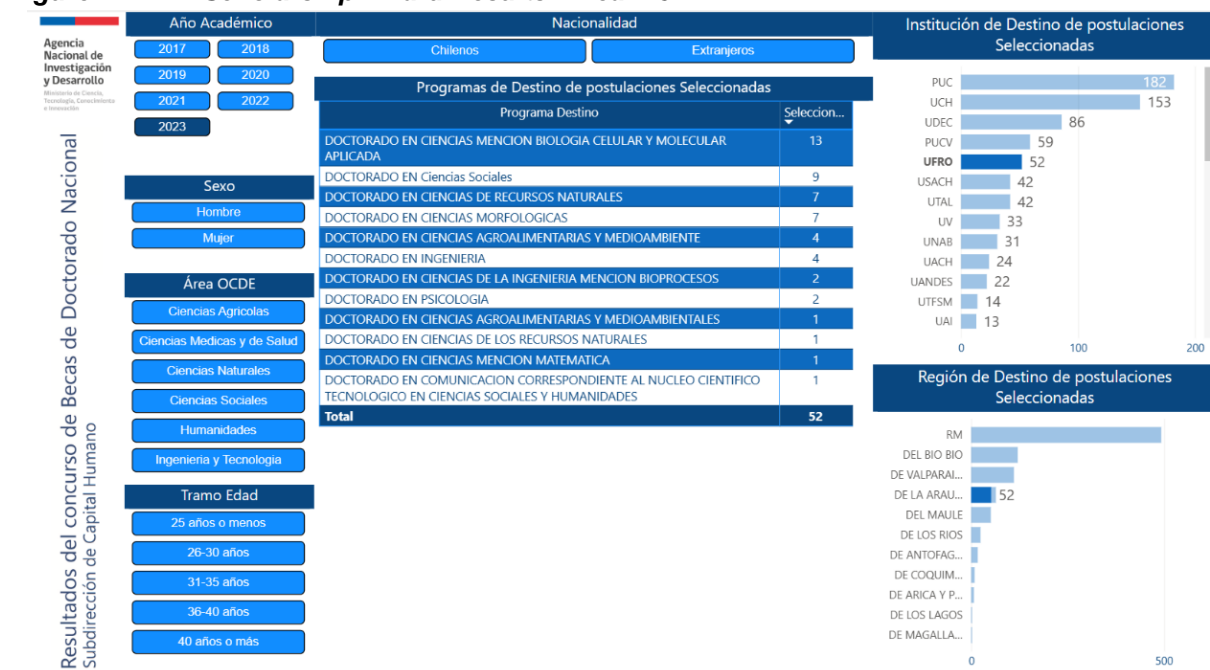 Agencia
Nacional de
Investigación
y Desarrollo
Ministerio de Ciencia,
Tecnología, Conocimiento
e Innovación
Resultados del concurso de Becas de Doctorado Nacional
Subdirección de Capital Humano
Año Académico
2017 2018
2019 2020
2021 2022
2023
Sexo
Hombre
Mujer
Área OCDE
Ciencias Agricolas
Ciencias Medicas y de Salud
Ciencias Naturales
Ciencias Sociales
Humanidades
Ingenieria y Tecnologia
Tramo Edad
25 años o menos
26-30 años
31-35 años
36-40 años
40 años o más
Nacionalidad
Chilenos Extranjeros
Programas de Destino de postulaciones Seleccionadas
Programa Destino Seleccion...
DOCTORADO EN CIENCIAS MENCION BIOLOGIA CELULAR Y MOLECULAR 13
APLICADA
DOCTORADO EN Ciencias Sociales 9
DOCTORADO EN CIENCIAS DE RECURSOS NATURALES 7
DOCTORADO EN CIENCIAS MORFOLOGICAS 7
DOCTORADO EN CIENCIAS AGROALIMENTARIAS Y MEDIOAMBIENTE 4
DOCTORADO EN INGENIERIA 4
DOCTORADO EN CIENCIAS DE LA INGENIERIA MENCION BIOPROCESOS 2
DOCTORADO EN PSICOLOGIA 2
DOCTORADO EN CIENCIAS AGROALIMENTARIAS Y MEDIOAMBIENTALES 1
DOCTORADO EN CIENCIAS DE LOS RECURSOS NATURALES 1
DOCTORADO EN CIENCIAS MENCION MATEMATICA 1
DOCTORADO EN COMUNICACION CORRESPONDIENTE AL NUCLEO CIENTIFICO 1
TECNOLOGICO EN CIENCIAS SOCIALES Y HUMANIDADES
Total 52
Institución de Destino de postulaciones
Seleccionadas
PUC 182
UCH 153
UDEC 86
PUCV 59
UFRO 52
USACH 42
UTAL 42
UV 33
UNAB 31
UACH 24
UANDES 22
UTFSM 14
UAI 13
0 100 200
Región de Destino de postulaciones
Seleccionadas
RM
DEL BIO BIO
DE VALPARAI...
DE LA ARAU... 52
DEL MAULE
DE LOS RIOS
DE ANTOFAG...
DE COQUIM...
DE ARICA Y P...
DE LOS LAGOS
DE MAGALLA...
0 500